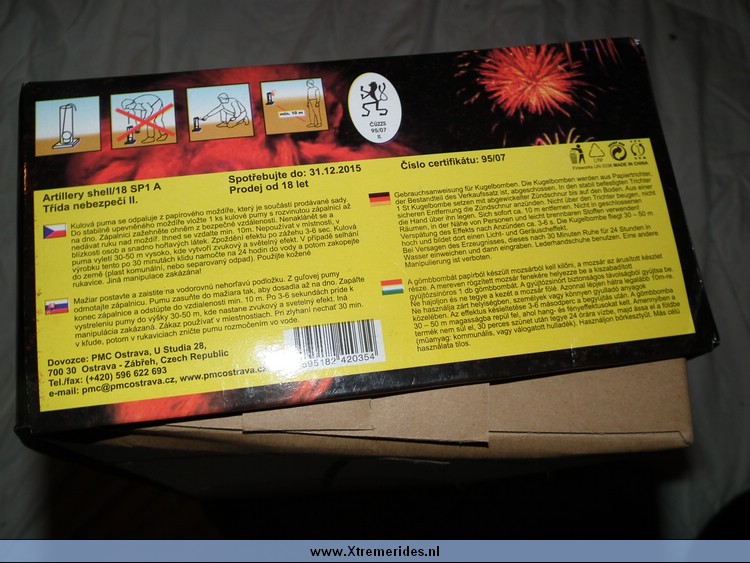 min. 10 m
ČÚZZS
95/07
II.
Artillery shell/18 SP1 A
Třída nebezpečí II.
Spotřebujte do: 31.12.2015
Prodej od 18 let
Číslo certifikátu: 95/07
Fireworks UN 0336 MADE IN CHINA
Kulová puma se odpaluje z papírového moždíře, který je součástí prodávané sady.
Do stabilně upevněného moždíře vložte 1 ks kulové pumy s rozvinutou zápalnicí až
na dno. Zápalnici zažehněte ohněm z bezpečné vzdálenosti. Nenaklánět se a
nedávat ruku nad moždíř. Ihned se vzdalte min. 10m. Nepoužívat v místnosti, v
blízkosti osob a snadno hořlavých látek. Zpoždění efektu po zážehu 3-6 sekund. Kulová
puma vyletí 30-50 m vysoko, kde vytvoří zvukový a světelný efekt. V případě selhání
výrobku tento po 30 minutách klidu namočte na 24 hodin do vody a potom zakopejte
do země (plast komunální, nebo separovaný odpad). Použijte kožené
rukavice. Jiná manipulace zakázána!
Mažiar postavte a zaistite na vodorovnú nehorľavú podložku. Z guľovej pumy
odmotajte zápalnicu. Pumu zasuňte do mažiara tak, aby dosadla až na dno. Zapáľte
konec zápalnice a odstúpte do vzdialenosti min. 10 m. Po 3-6 sekundách príde k
vystreleniu pumy do výšky 30-50 m, kde nastane zvukový a svetelný efekt. Iná
manipulácia zakázaná. Zákaz používať v miestnostiach. Pri zlyhaní nechať 30 min.
v kľude, potom v rukaviciach zničte pumu rozmočením vo vode.
Gebrauchsanweisung für Kugelbomben. Die Kugelbomben werden aus Papiertrichter,
der Bestandteil des Verkaufssatz ist, abgeschossen. In den stabil befestigten Trichter
1 St Kugelbombe setzen mit abgewickelter Zündschnur bis auf den Boden. Aus einer
sicheren Entfernung die Zündschnur anzünden. Nicht über den Trichter beugen, nicht
die Hand über ihn legen. Sich sofort ca. 10 m entfernen. Nicht in geschlossenen
Räumen, in der Nähe von Personen und leicht brennbaren Stoffen verwenden!
Verspätung des Effekts nach Anzünden ca. 3-6 s. Die Kugelbombe fliegt 30 – 50 m
hoch und bildet dort einen Licht- und Geräuscheffekt.
Bei Versagen des Erzeugnisses, dieses nach 30 Minuten Ruhe für 24 Stunden in
Wasser einweichen und dann eingraben. Lederhandschuhe benutzen. Eine andere
Manipulierung ist verboten.
A gömbbombát papírból készült mozsárból kell kilőni, a mozsár az árusított készlet
része. A mereven rögzített mozsár fenekére helyezze be a kiszabadított
gyújtózsinóros 1 db gömbbombát. A gyújtózsinórt biztonságos távolságból gyújtsa be.
Ne hajoljon és ne tegye a kezét a mozsár fölé. Azonnal lépjen hátra legalább 10m-re.
Ne használja zárt helységben, személyek vagy könnyen gyulladó anyagok
közelében. Az effektus késleltetése 3-6 másodperc a begyújtás után. A gömbbomba
30 – 50 m magasságba repül fel, ahol hang- és fényeffektusokat kelt. Amennyiben a
termék nem sül el, 30 perces szünet után tegye 24 órára vízbe, majd ássa el a földbe
(műanyag: kommunális, vagy válogatott hulladék). Használjon bőrkesztyűt. Más célú
használata tilos.
Dovozce: PMC Ostrava, U Studia 28,
700 30 Ostrava - Zábřeh, Czech Republic
Tel./fax: (+420) 596 622 693
e-mail: pmc@pmcostrava.cz, www.pmcostrava.cz
595182 420354
www.Xtremerides.nl